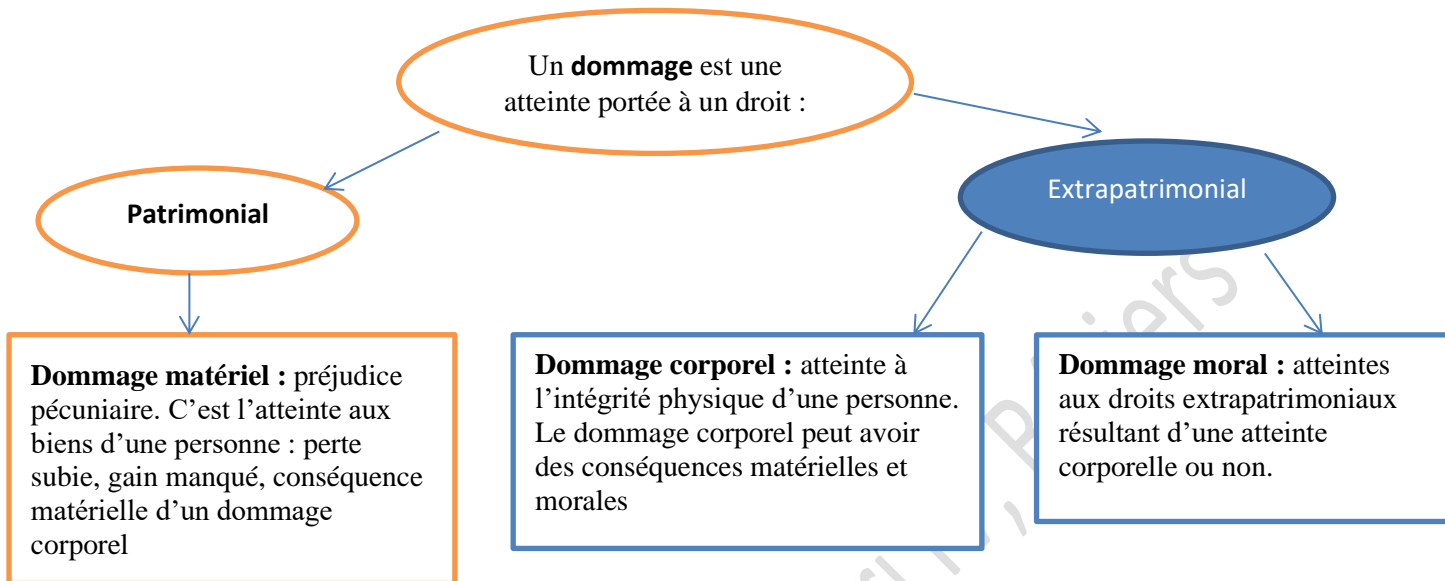 Un dommage est une
atteinte portée à un droit :
Patrimonial
Extrapatrimonial
Dommage matériel : préjudice
pécuniaire. C’est l’atteinte aux
biens d’une personne : perte
subie, gain manqué, conséquence
matérielle d’un dommage
corporel
Dommage corporel : atteinte à
l’intégrité physique d’une personne.
Le dommage corporel peut avoir
des conséquences matérielles et
morales
Dommage moral : atteintes
aux droits extrapatrimoniaux
résultant d’une atteinte
corporelle ou non.